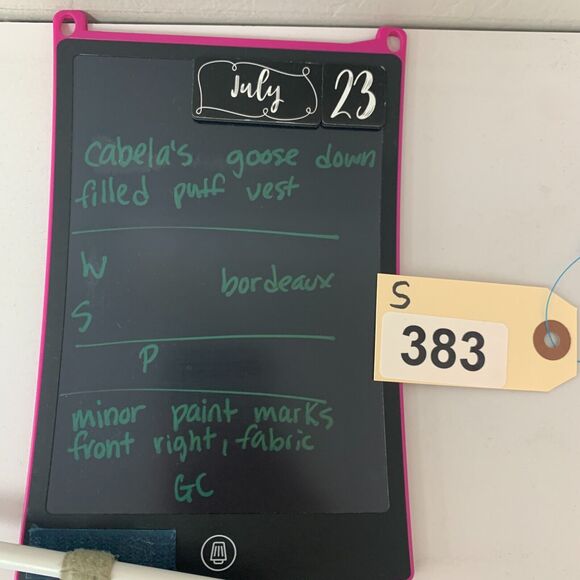 July 23
Cabela's goose down
filled puff vest
W bordeaux
S
P
minor paint marks
front right, fabric
GC
S
383